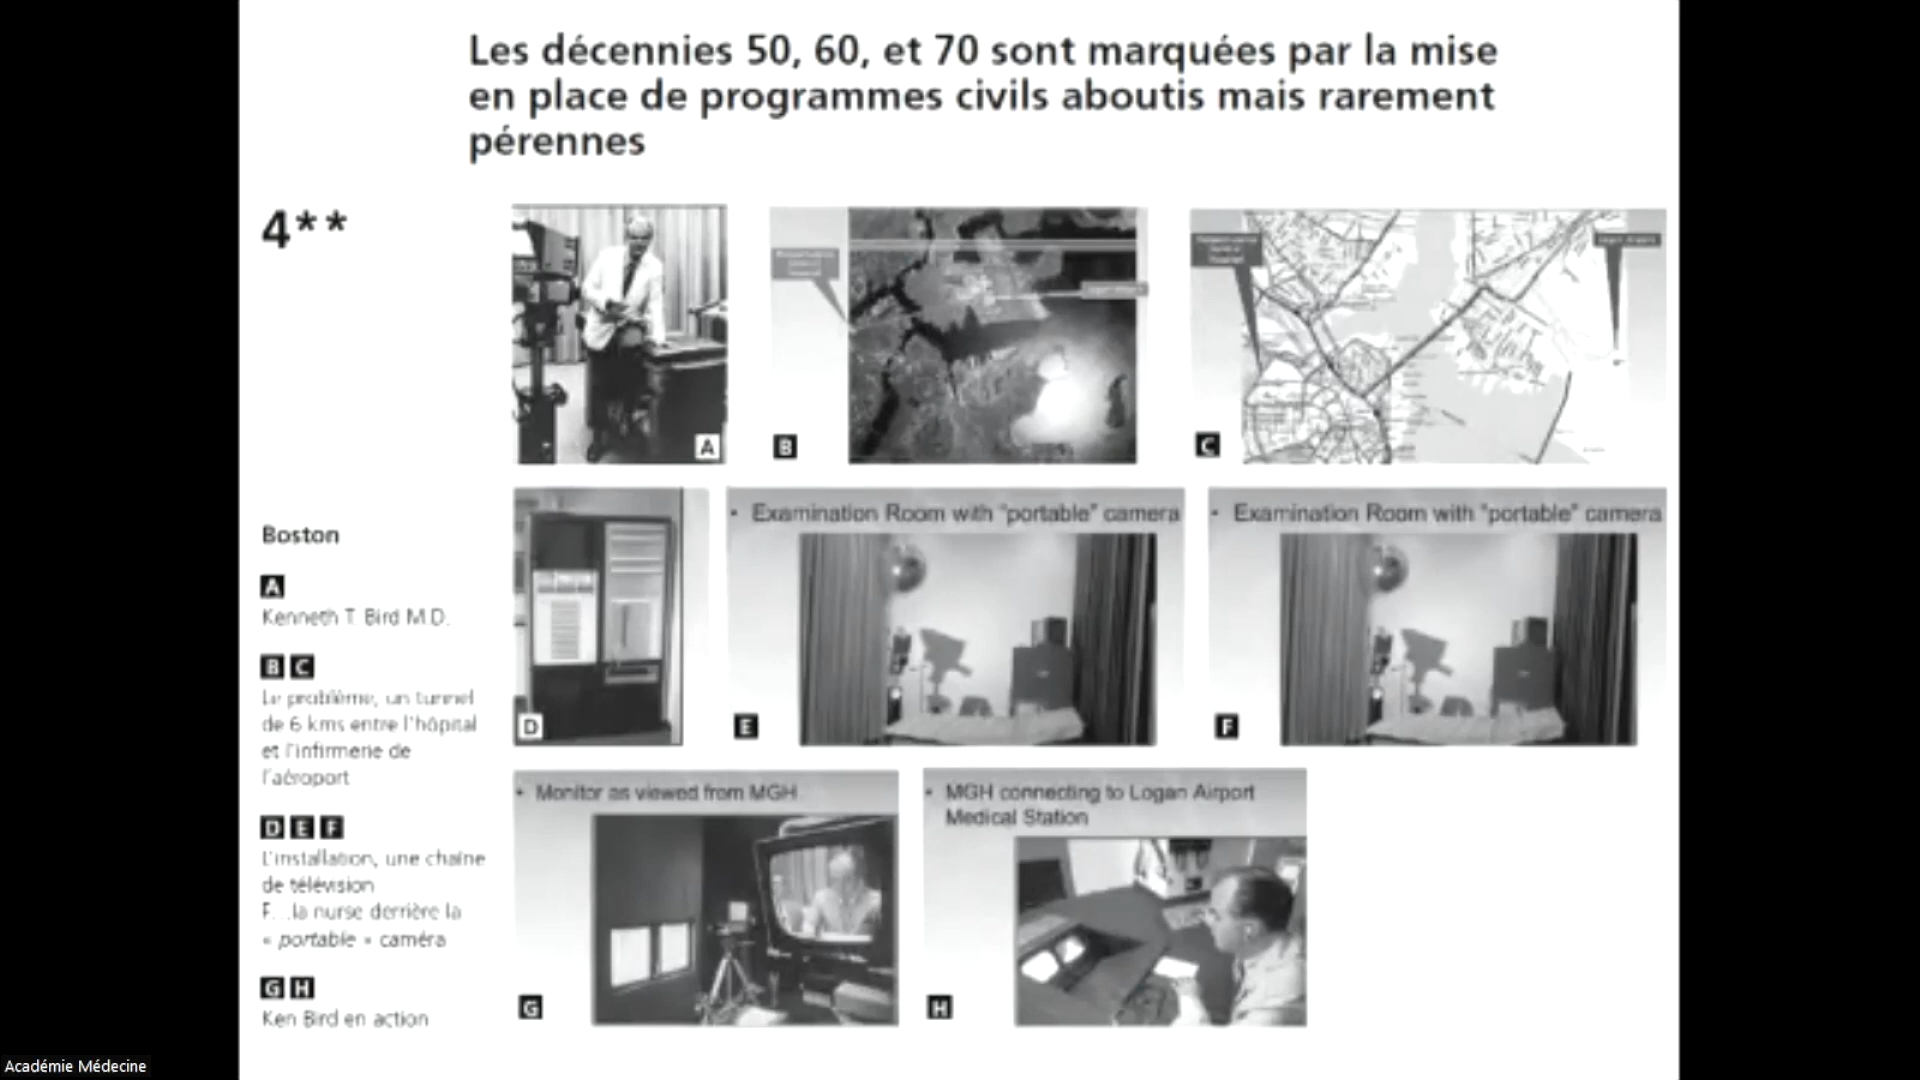 Les décennies 50, 60, et 70 sont marquées par la mise
en place de programmes civils aboutis mais rarement
pérennes
4**
A
B
C
Boston
A
Kenneth T. Bird M.D.
B C
Le problème, un tunnel
de 6 kms entre l'hôpital
et l'infirmerie de
l'aéroport
D E F
L'installation, une chaîne
de télévision
F...la nurse derrière la
« portable » caméra
G H
Ken Bird en action
D
• Examination Room with "portable" camera
E
• Examination Room with "portable" camera
F
• Monitor as viewed from MGH
G
• MGH connecting to Logan Airport
Medical Station
H
Académie Médecine